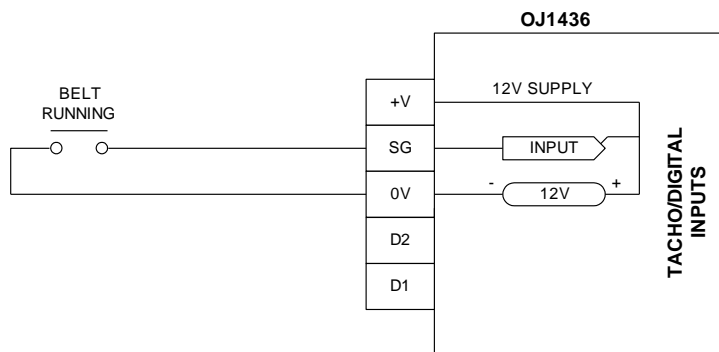 OJ1436
BELT
RUNNING
+V
12V SUPPLY
SG
INPUT
0V
-
12V
+
D2
D1
TACHO/DIGITAL
INPUTS